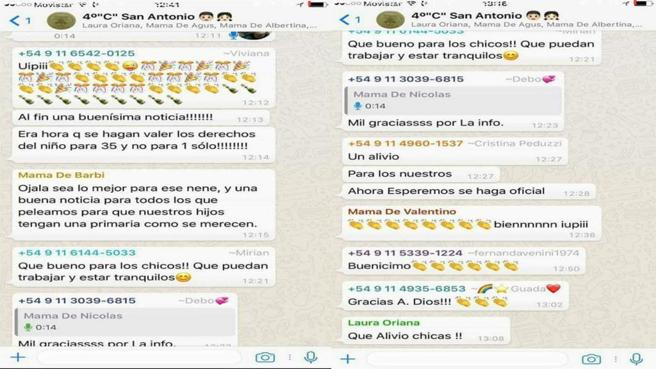 Movistar 12:41
4º"C" San Antonio
Laura Oriana, Mama De Agus, Mama De Albertina,...
0:14 12:11
+54 9 11 6542-0125 ~Viviana
Uipiii
12:12
Al fin una buenísima noticia!!!!!!! 12:13
Era hora q se hagan valer los derechos
del niño para 35 y no para 1 sólo!!!!!!!!
12:14
Mama De Barbi
Ojala sea lo mejor para ese nene, y una
buena noticia para todos los que
peleamos para que nuestros hijos
tengan una primaria como se merecen.
12:15
+54 9 11 6144-5033 ~Mirian
Que bueno para los chicos!! Que puedan
trabajar y estar tranquilos
12:21
+54 9 11 3039-6815 ~Debo
Mama De Nicolas
0:14
Mil graciassss por La info. 12:23
Movistar 13:16
1
4º"C" San Antonio
Laura Oriana, Mama De Agus, Mama De Albertina,...
+54 9 11 6144-5033 ~Mirian
Que bueno para los chicos!! Que puedan
trabajar y estar tranquilos
12:21
+54 9 11 3039-6815 ~Debo
Mama De Nicolas
0:14
Mil graciassss por La info. 12:23
+54 9 11 4960-1537 ~Cristina Peduzzi
Un alivio 12:27
Para los nuestros 12:27
Ahora Esperemos se haga oficial 12:28
Mama De Valentino
biennnnnn iupiii
12:38
+54 9 11 5339-1224 ~fernandavenini1974
Buenicimo 12:50
+54 9 11 4935-6853 ~Guada
Gracias A. Dios!!! 13:02
Laura Oriana
Que Alivio chicas !! 13:08